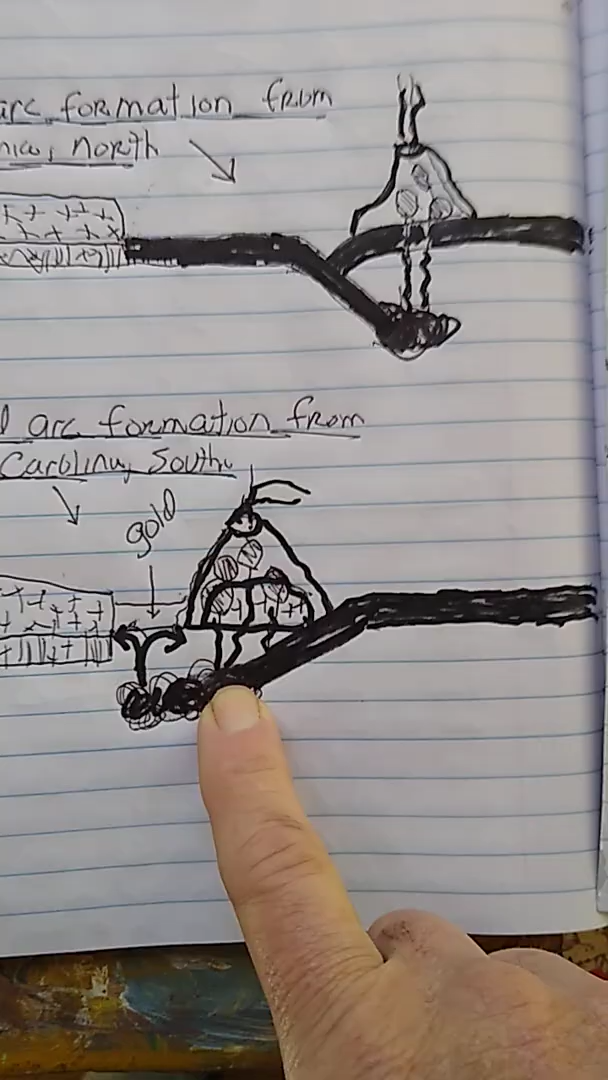 arc formation from
North
arc formation from
Carolina, South
gold